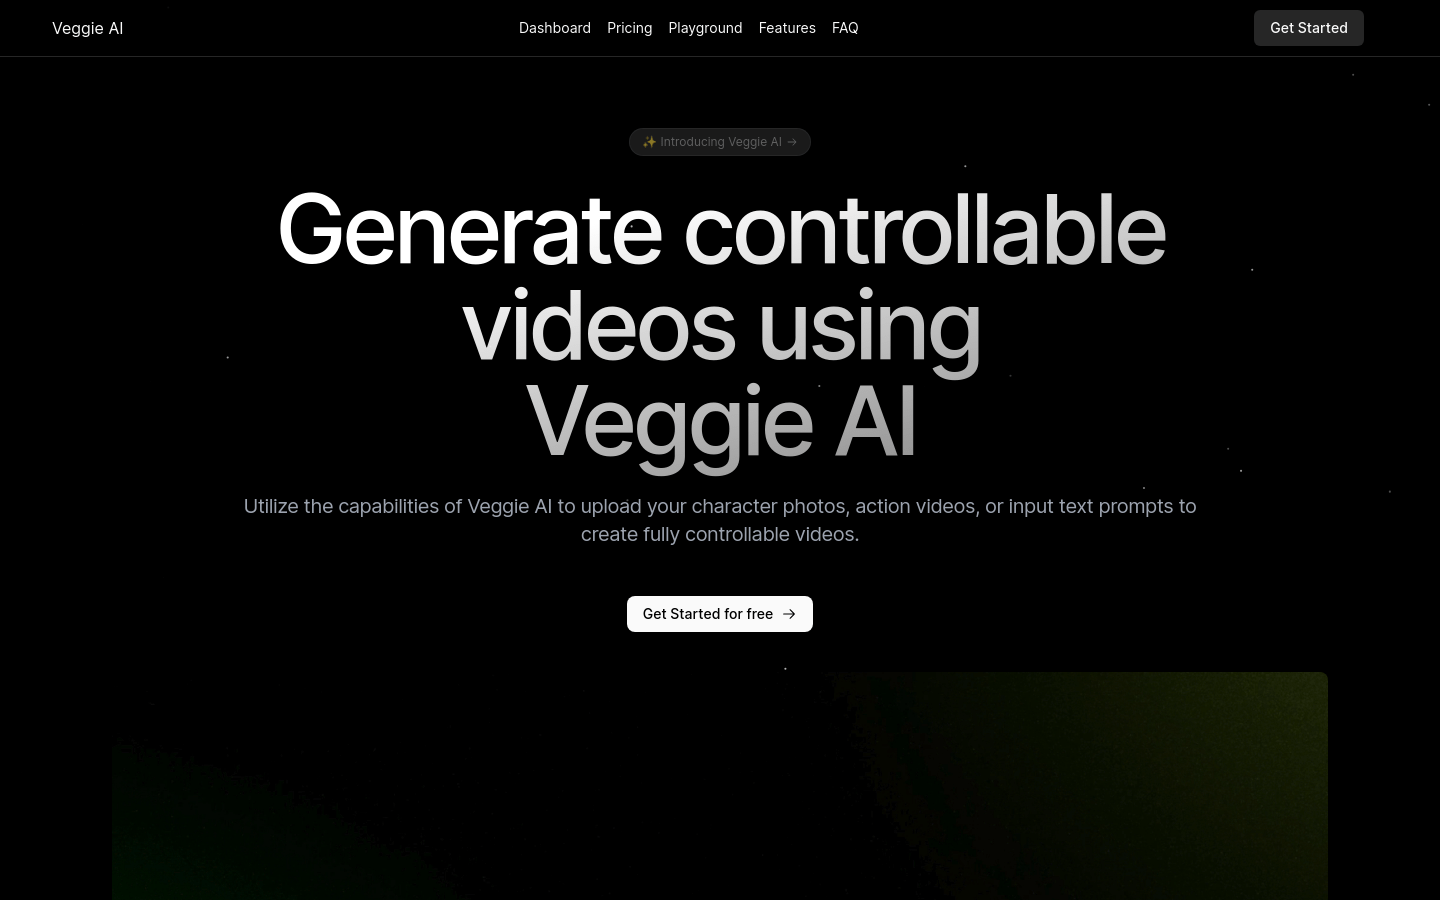 Veggie AI
Dashboard Pricing Playground Features FAQ
Get Started
✨ Introducing Veggie AI →
Generate controllable
videos using
Veggie AI
Utilize the capabilities of Veggie AI to upload your character photos, action videos, or input text prompts to
create fully controllable videos.
Get Started for free →